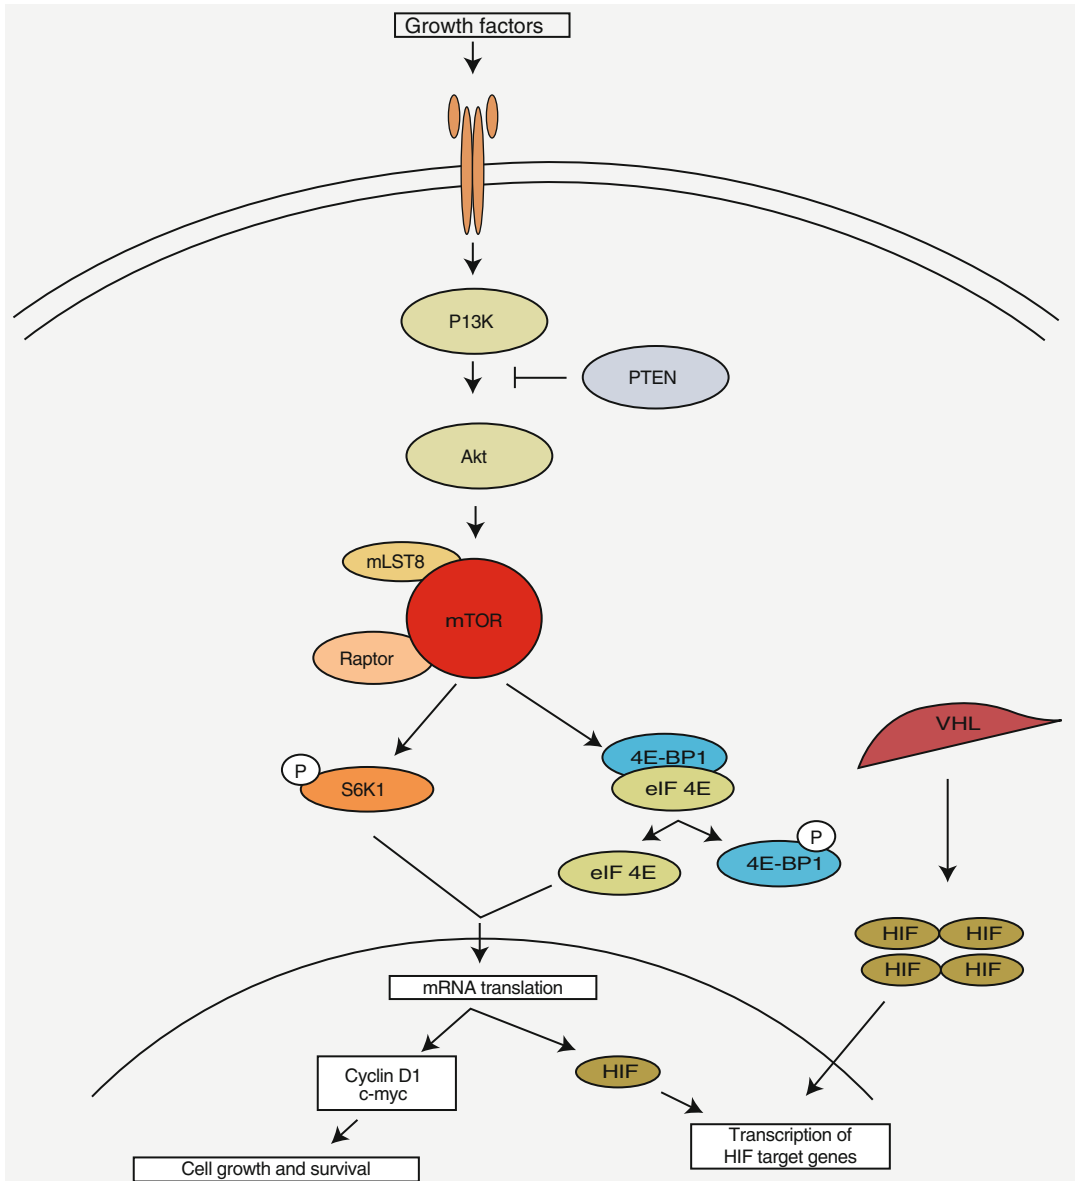 Growth factors
P13K
PTEN
Akt
mLST8
mTOR
Raptor
VHL
4E-BP1
P
S6K1
eIF 4E
P
4E-BP1
eIF 4E
HIF HIF
HIF HIF
mRNA translation
Cyclin D1
c-myc
HIF
Transcription of
HIF target genes
Cell growth and survival